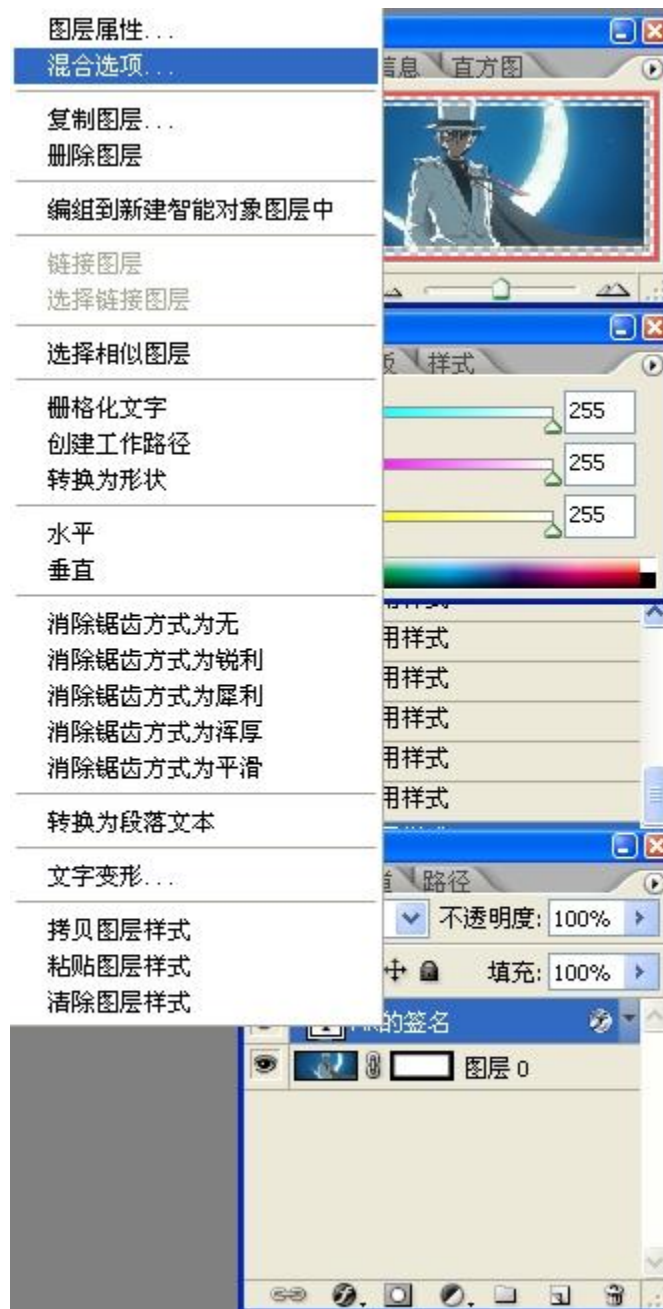 图层属性...
混合选项...
复制图层...
删除图层
编组到新建智能对象图层中
链接图层
选择链接图层
选择相似图层
栅格化文字
创建工作路径
转换为形状
水平
垂直
消除锯齿方式为无
消除锯齿方式为锐利
消除锯齿方式为犀利
消除锯齿方式为浑厚
消除锯齿方式为平滑
转换为段落文本
文字变形...
拷贝图层样式
粘贴图层样式
清除图层样式
息 直方图
样式
255
255
255
用样式
用样式
用样式
用样式
用样式
路径
不透明度: 100%
填充: 100%
的签名
图层 0